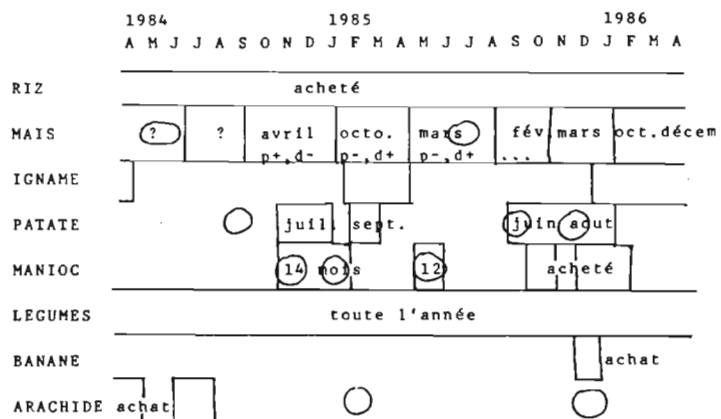 1984 1985 1986
A M J J A S O N D J F M A M J J A S O N D J F M A
RIZ acheté
MAIS ? ? avril octo. mars fév mars oct.décem
p+,d- p-,d+ p-,d+ ...
IGNAME
PATATE juil sept. juin aout
MANIOC 14 mois 12 acheté
LEGUMES toute l'année
BANANE achat
ARACHIDE achat